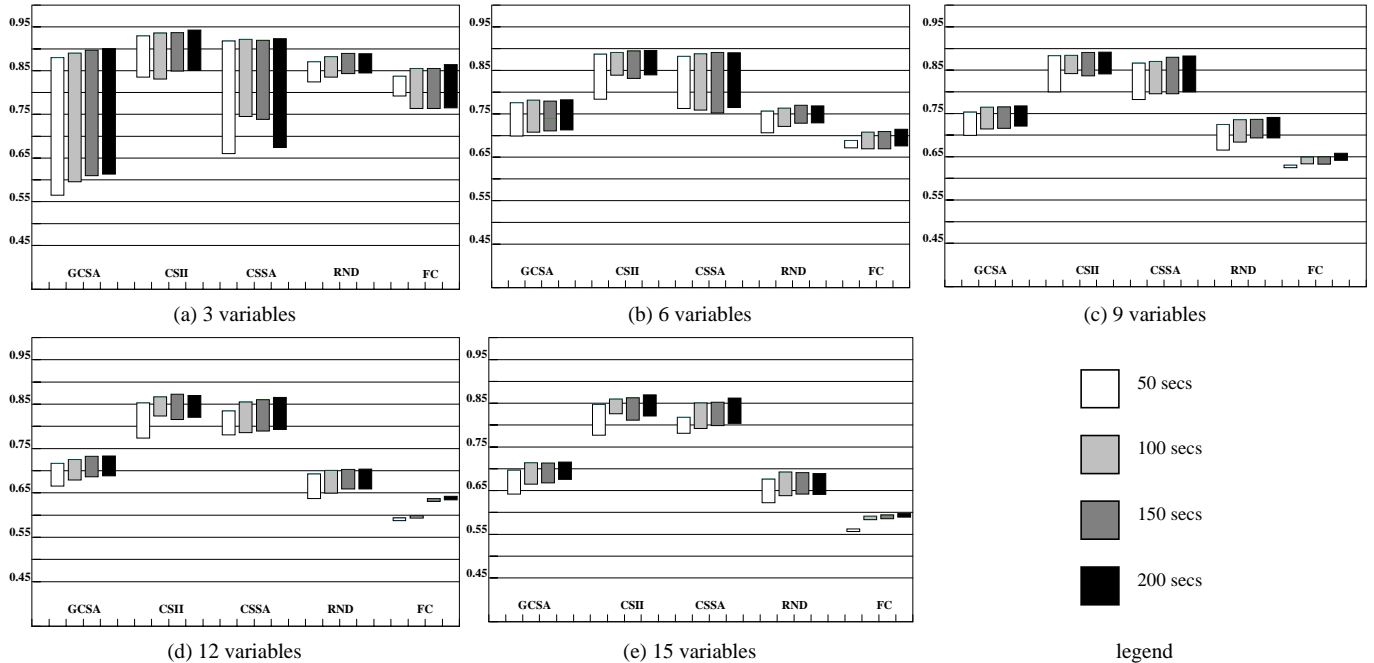 0.95
0.85
0.75
0.65
0.55
0.45
GCSA CSII CSSA RND FC
(a) 3 variables
0.95
0.85
0.75
0.65
0.55
0.45
GCSA CSII CSSA RND FC
(b) 6 variables
0.95
0.85
0.75
0.65
0.55
0.45
GCSA CSII CSSA RND FC
(c) 9 variables
0.95
0.85
0.75
0.65
0.55
0.45
GCSA CSII CSSA RND FC
(d) 12 variables
0.95
0.85
0.75
0.65
0.55
0.45
GCSA CSII CSSA RND FC
(e) 15 variables
50 secs
100 secs
150 secs
200 secs
legend